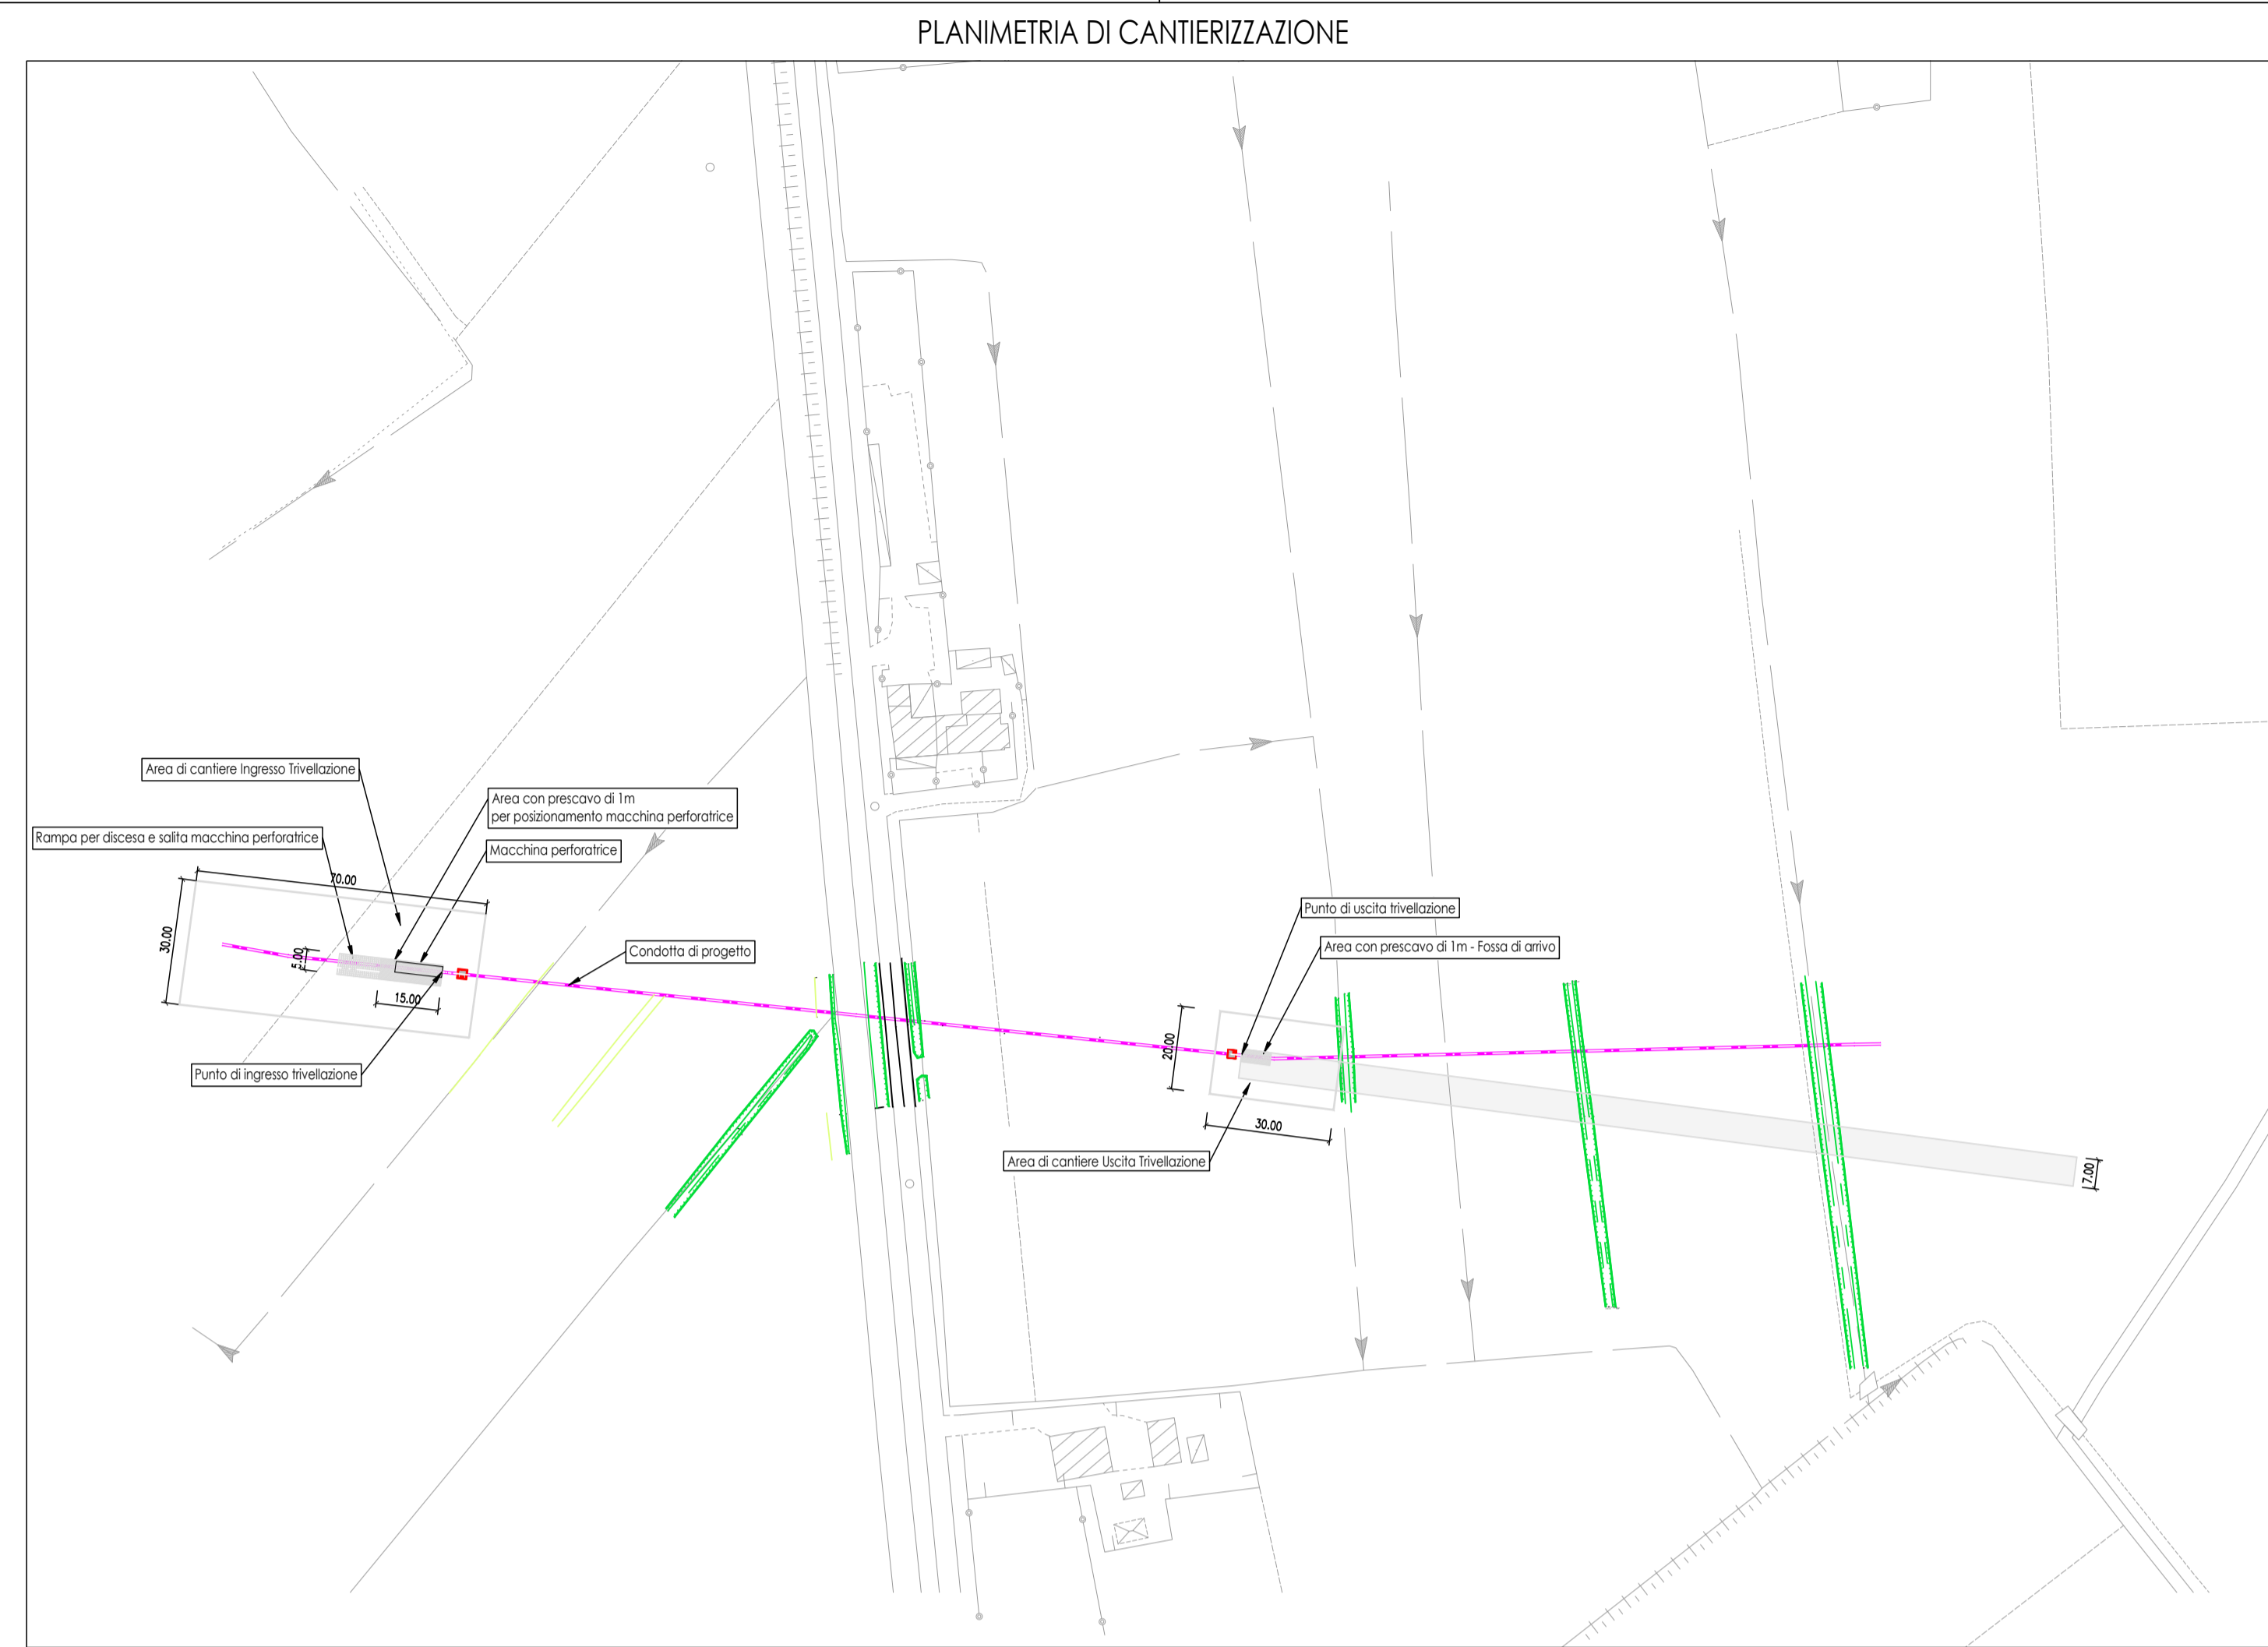 PLANIMETRIA DI CANTIERIZZAZIONE
Area di cantiere Ingresso Trivellazione
Area con prescavo di 1m
per posizionamento macchina perforatrice
Rampa per discesa e salita macchina perforatrice
Macchina perforatrice
70.00
30.00
5.00
15.00
Condotta di progetto
Punto di ingresso trivellazione
Punto di uscita trivellazione
Area con prescavo di 1m - Fossa di arrivo
20.00
30.00
Area di cantiere Uscita Trivellazione
7.00